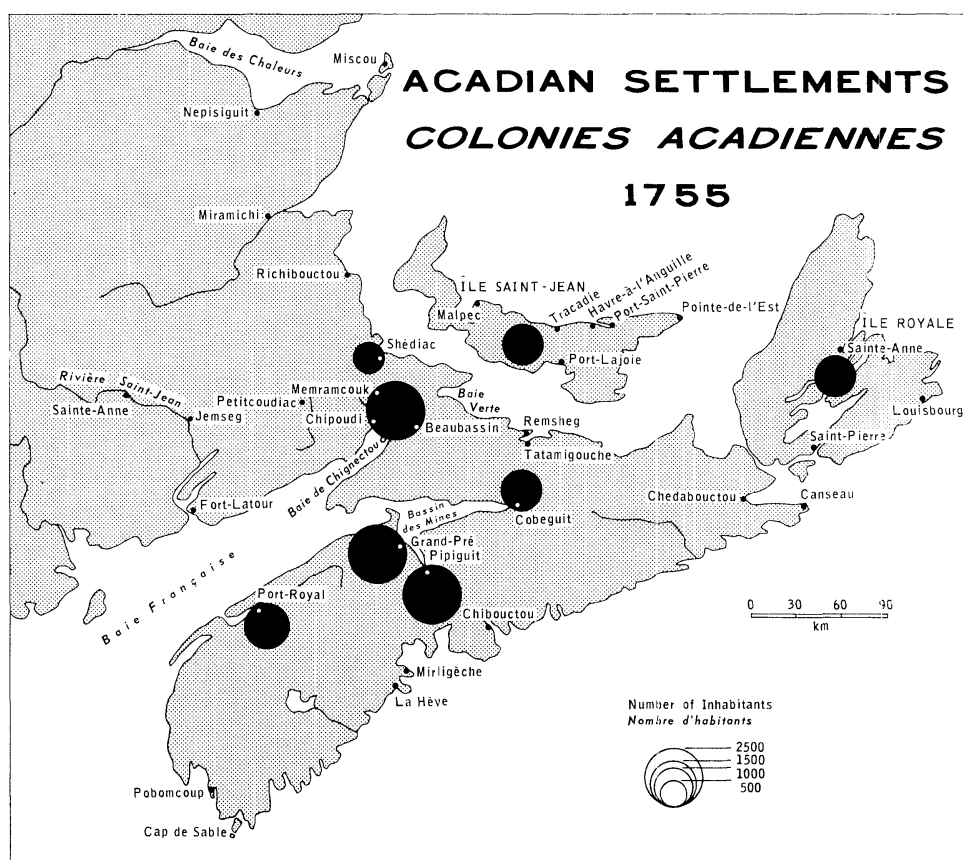 ACADIAN SETTLEMENTS
COLONIES ACADIENNES
1755
Baie des Chaleurs
Miscou
Nepisiguit
Miramichi
Richibouctou
ÎLE SAINT-JEAN
Malpec
Tracadie
Havre-à-l'Anguille
Port-Saint-Pierre
Pointe-de-l'Est
ÎLE ROYALE
Sainte-Anne
Port-Lajoie
Louisbourg
Saint-Pierre
Shédiac
Rivière Saint-Jean
Sainte-Anne
Jemseg
Petitcoudiac
Memramcouk
Chipoudi
Beaubassin
Baie
Verte
Remsheg
Tatamigouche
Chedabouctou
Canseau
Fort-Latour
Baie de Chignectou
Bassin
des Mines
Cobeguit
Grand-Pré
Pipiguit
Baie Française
Port-Royal
Chibouctou
Mirligèche
La Hève
Pobomcoup
Cap de Sable
0 30 60 90
km
Number of Inhabitants
Nombre d'habitants
2500
1500
1000
500